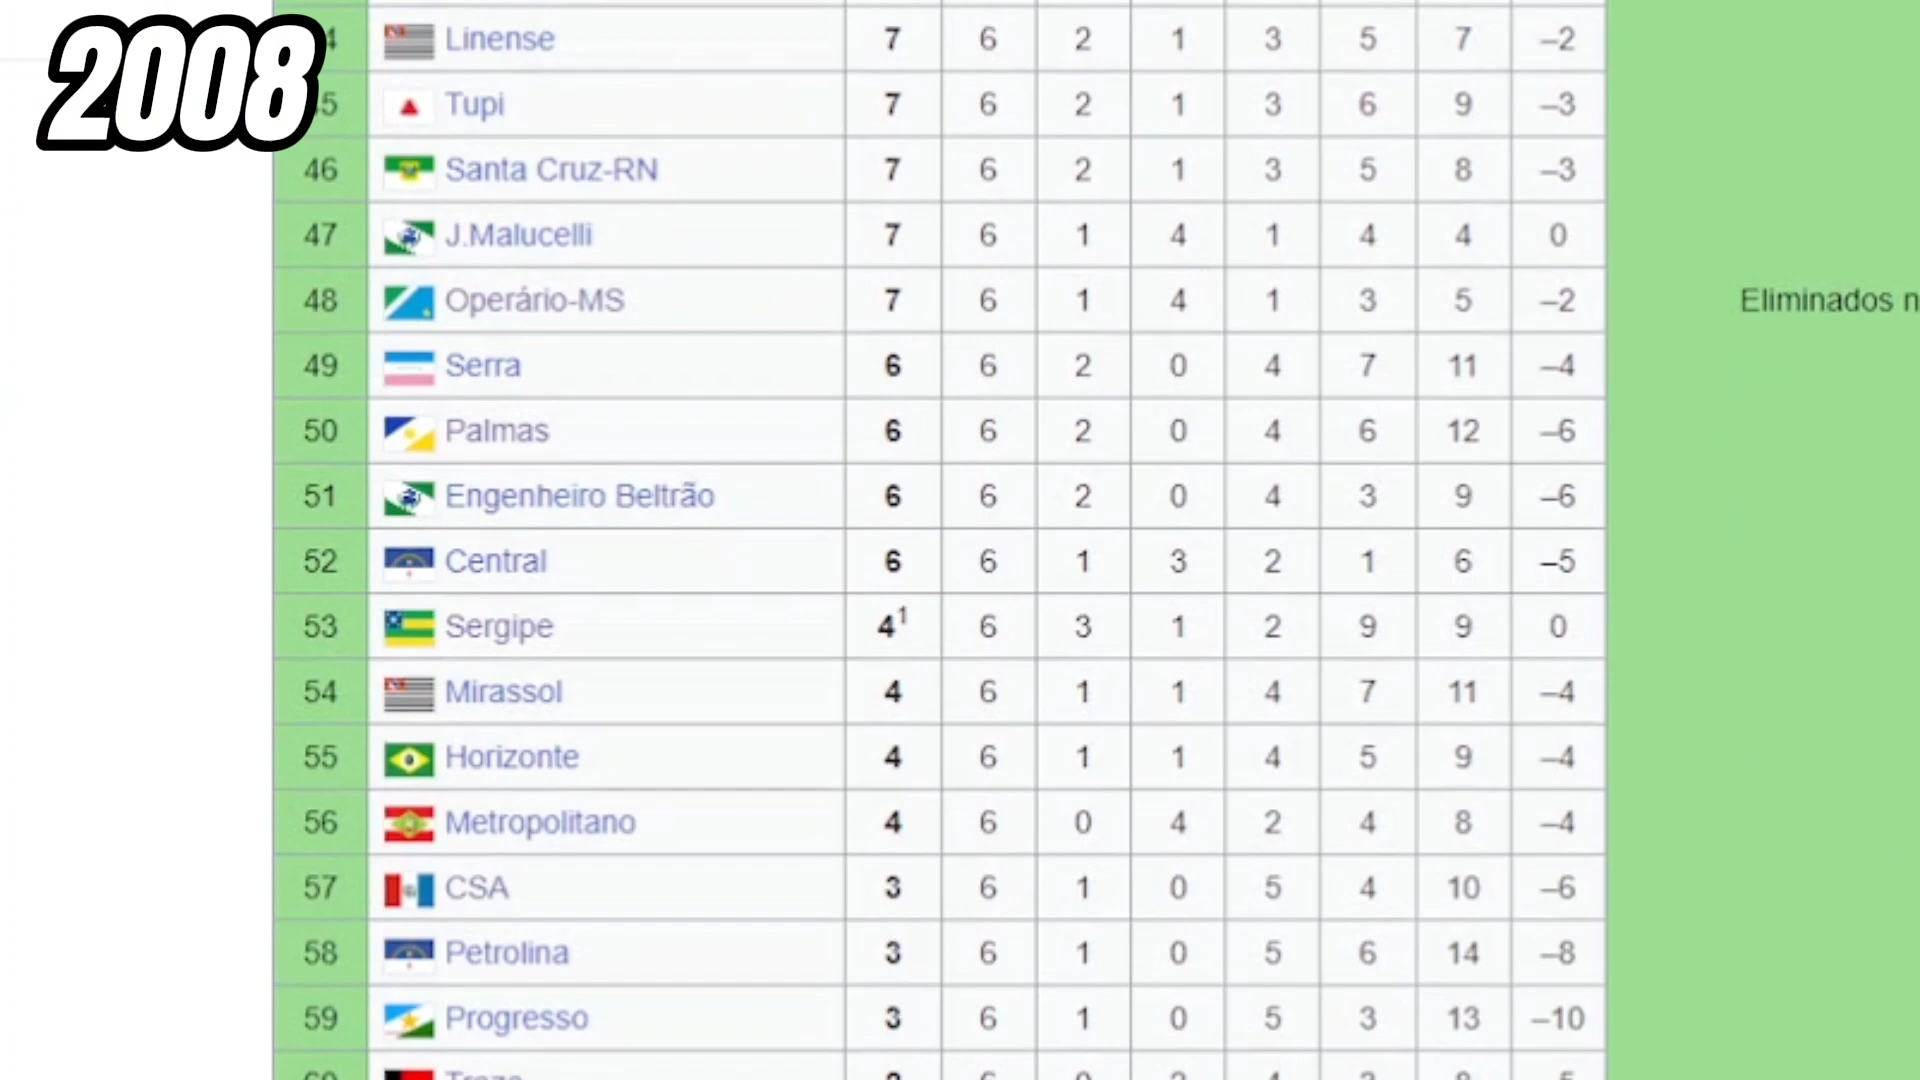 2008
4 Linense 7 6 2 1 3 5 7 –2
5 Tupi 7 6 2 1 3 6 9 –3
46 Santa Cruz-RN 7 6 2 1 3 5 8 –3
47 J.Malucelli 7 6 1 4 1 4 4 0
48 Operário-MS 7 6 1 4 1 3 5 –2 Eliminados n
49 Serra 6 6 2 0 4 7 11 –4
50 Palmas 6 6 2 0 4 6 12 –6
51 Engenheiro Beltrão 6 6 2 0 4 3 9 –6
52 Central 6 6 1 3 2 1 6 –5
53 Sergipe 4¹ 6 3 1 2 9 9 0
54 Mirassol 4 6 1 1 4 7 11 –4
55 Horizonte 4 6 1 1 4 5 9 –4
56 Metropolitano 4 6 0 4 2 4 8 –4
57 CSA 3 6 1 0 5 4 10 –6
58 Petrolina 3 6 1 0 5 6 14 –8
59 Progresso 3 6 1 0 5 3 13 –10